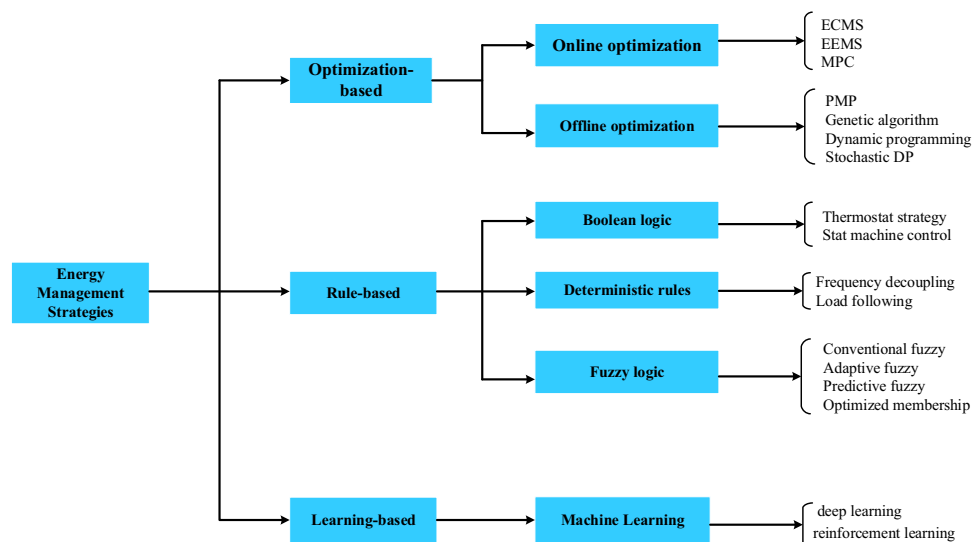 Energy
Management
Strategies
Optimization-
based
Online optimization
ECMS
EEMS
MPC
Offline optimization
PMP
Genetic algorithm
Dynamic programming
Stochastic DP
Rule-based
Boolean logic
Thermostat strategy
Stat machine control
Deterministic rules
Frequency decoupling
Load following
Fuzzy logic
Conventional fuzzy
Adaptive fuzzy
Predictive fuzzy
Optimized membership
Learning-based
Machine Learning
deep learning
reinforcement learning